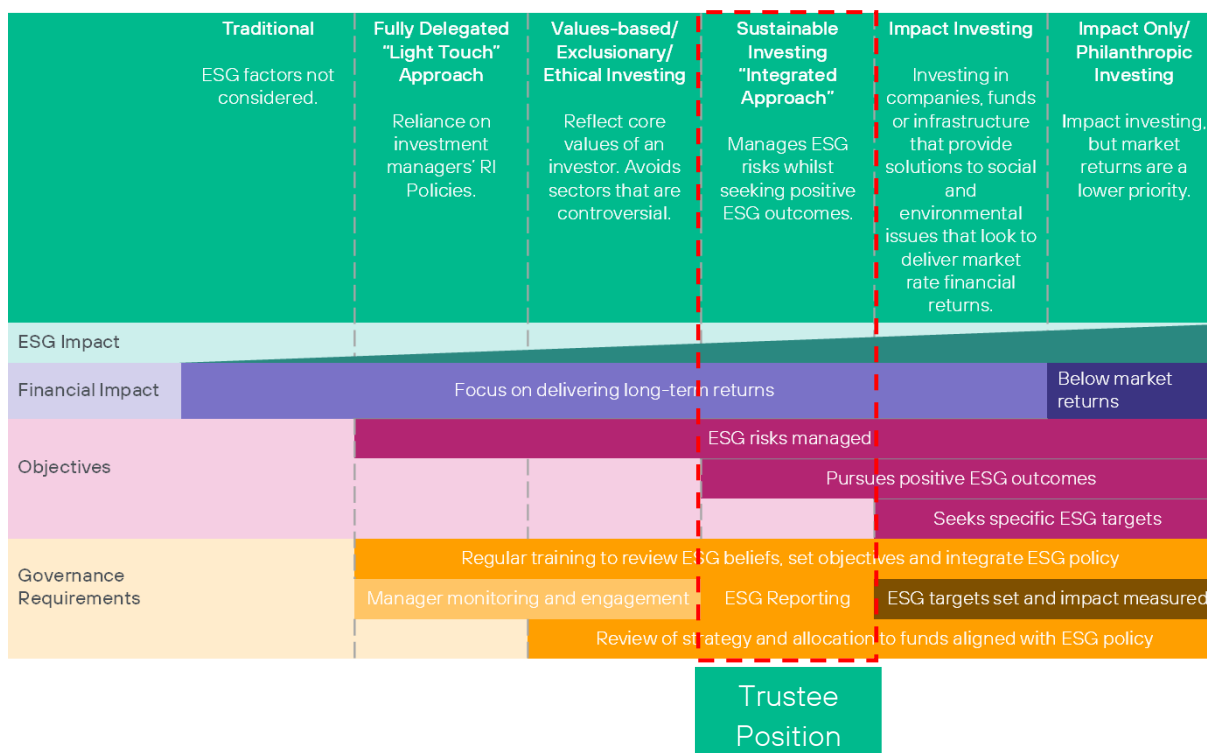 Traditional
ESG factors not
considered.
Fully Delegated
“Light Touch”
Approach
Reliance on
investment
managers’ RI
Policies.
Values-based/
Exclusionary/
Ethical Investing
Reflect core
values of an
investor. Avoids
sectors that are
controversial.
Sustainable
Investing
“Integrated
Approach”
Manages ESG
risks whilst
seeking positive
ESG outcomes.
Impact Investing
Investing in
companies, funds
or infrastructure
that provide
solutions to social
and
environmental
issues that look to
deliver market
rate financial
returns.
Impact Only/
Philanthropic
Investing
Impact investing,
but market
returns are a
lower priority.
ESG Impact
Financial Impact
Focus on delivering long-term returns
Below market
returns
Objectives
ESG risks managed
Pursues positive ESG outcomes
Seeks specific ESG targets
Governance
Requirements
Regular training to review ESG beliefs, set objectives and integrate ESG policy
Manager monitoring and engagement
ESG Reporting
ESG targets set and impact measured
Review of strategy and allocation to funds aligned with ESG policy
Trustee
Position